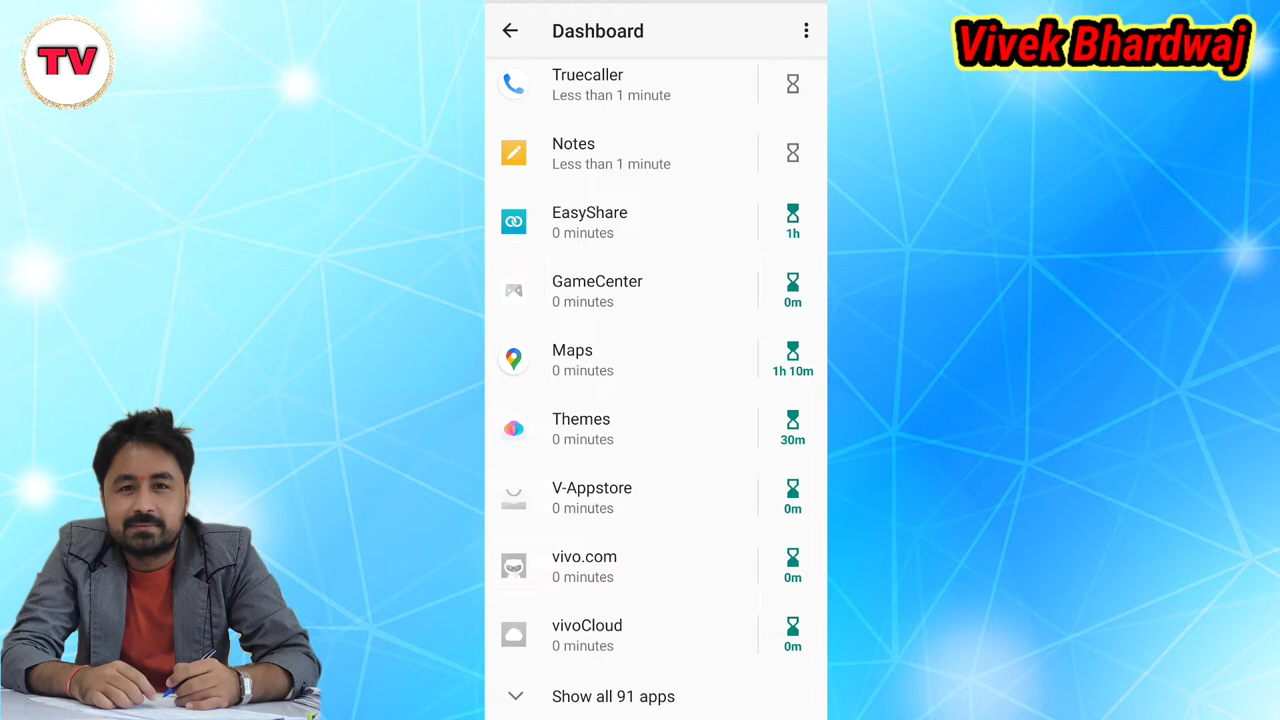 TV
Vivek Bhardwaj
Dashboard
Truecaller
Less than 1 minute
Notes
Less than 1 minute
EasyShare
0 minutes
1h
GameCenter
0 minutes
0m
Maps
0 minutes
1h 10m
Themes
0 minutes
30m
V-Appstore
0 minutes
0m
vivo.com
0 minutes
0m
vivoCloud
0 minutes
0m
Show all 91 apps